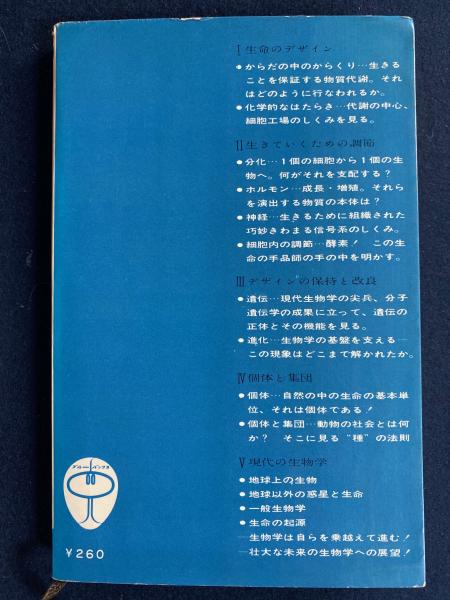 I 生命のデザイン
●からだの中のからくり…生きる
ことを保証する物質代謝。それ
はどのように行なわれるか。
●化学的なはたらき…代謝の中心、
細胞工場のしくみを見る。
II 生きていくための調節
●分化…1個の細胞から1個の生
物へ。何がそれを支配する？
●ホルモン…成長・増殖。それら
を演出する物質の本体は？
●神経…生きるために組織された
巧妙きわまる信号系のしくみ。
●細胞内の調節…酵素！ この生
命の手品師の手の中を明かす。
III デザインの保持と改良
●遺伝…現代生物学の尖兵、分子
遺伝学の成果に立って、遺伝の
正体とその機能を見る。
●進化…生物学の基盤を支える—
この現象はどこまで解かれたか。
IV 個体と集団
●個体…自然の中の生命の基本単
位、それは個体である！
●個体と集団…動物の社会とは何
か？ そこに見る“種”の法則
V 現代の生物学
●地球上の生物
●地球以外の惑星と生命
●一般生物学
●生命の起源
—生物学は自らを乗越えて進む！
—壮大な未来の生物学への展望！
ブルーバックス
¥260